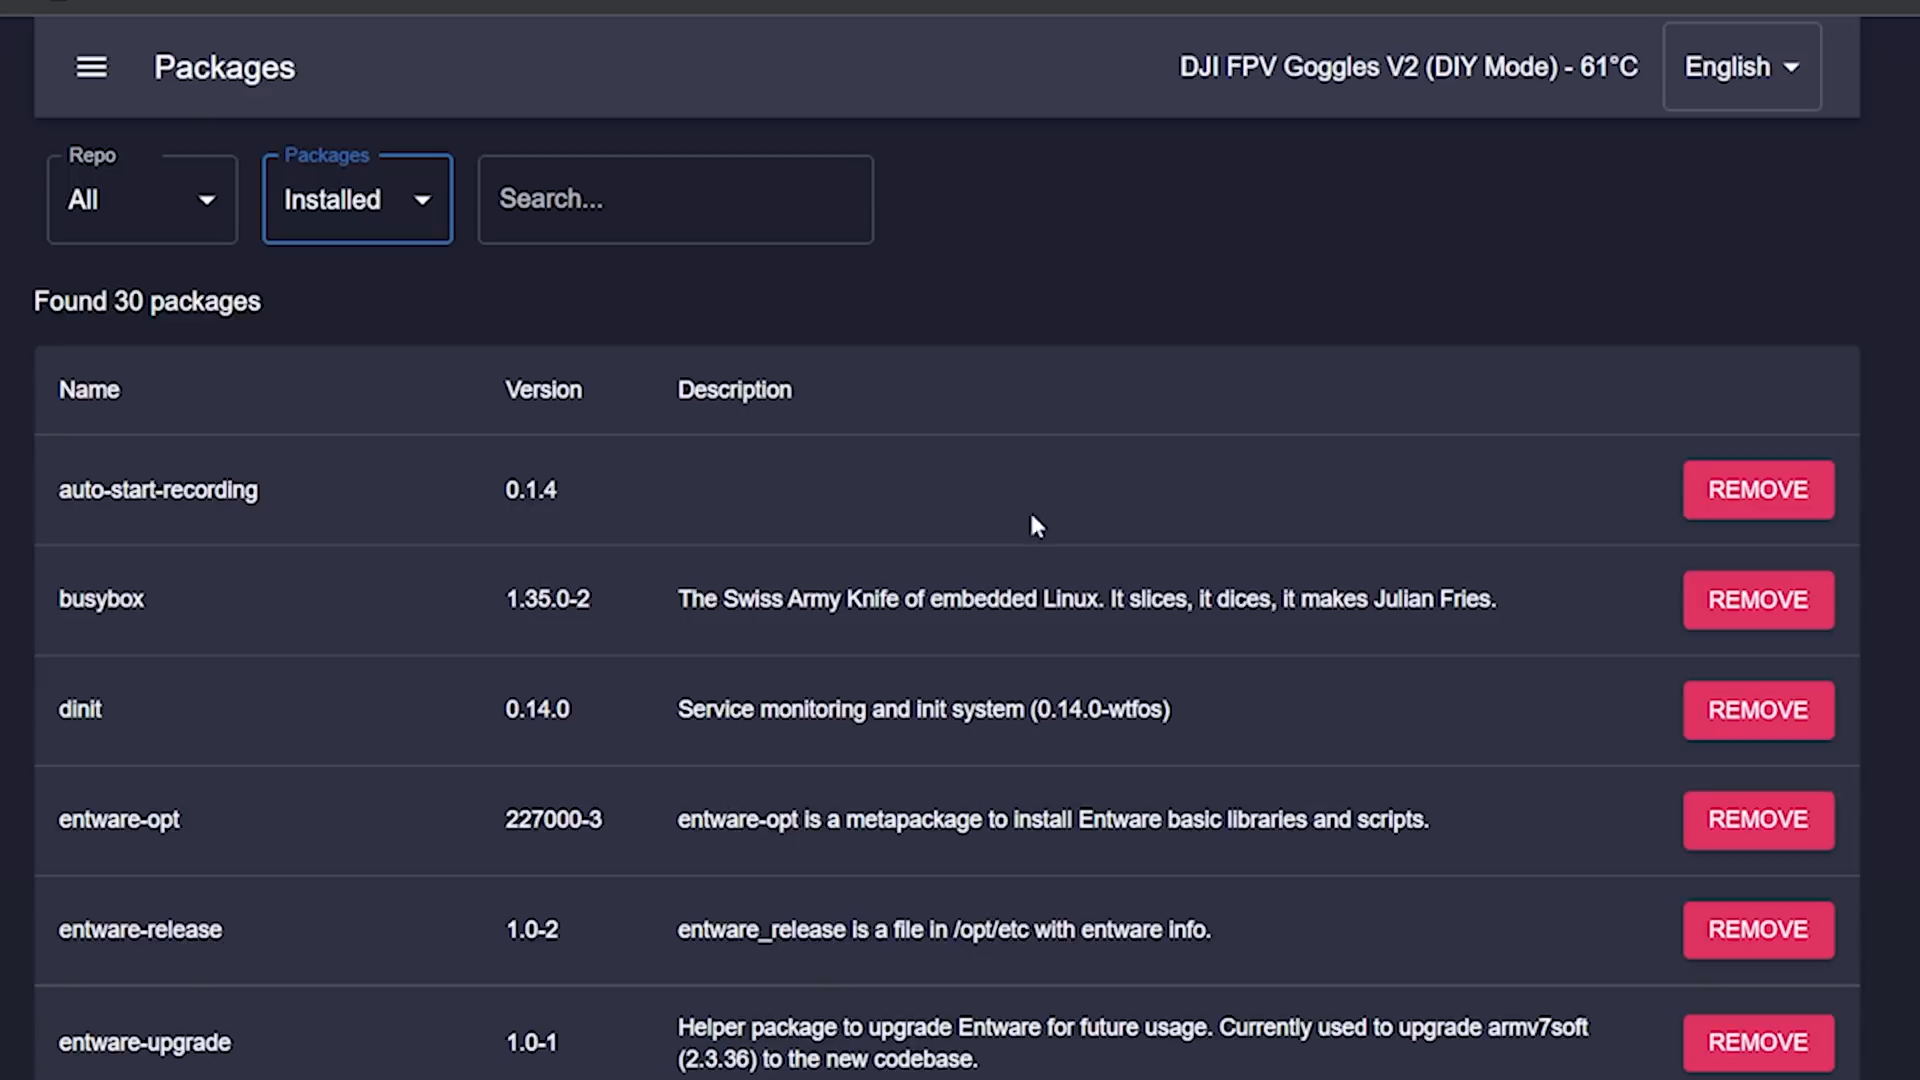 Packages
DJI FPV Goggles V2 (DIY Mode) - 61°C
English
Repo
All
Packages
Installed
Search...
Found 30 packages
Name Version Description
auto-start-recording 0.1.4 REMOVE
busybox 1.35.0-2 The Swiss Army Knife of embedded Linux. It slices, it dices, it makes Julian Fries. REMOVE
dinit 0.14.0 Service monitoring and init system (0.14.0-wtfos) REMOVE
entware-opt 227000-3 entware-opt is a metapackage to install Entware basic libraries and scripts. REMOVE
entware-release 1.0-2 entware_release is a file in /opt/etc with entware info. REMOVE
entware-upgrade 1.0-1 Helper package to upgrade Entware for future usage. Currently used to upgrade armv7soft
(2.3.36) to the new codebase. REMOVE